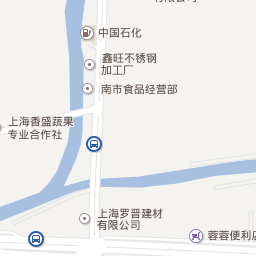 中国石化
鑫旺不锈钢
加工厂
南市食品经营部
上海香盛蔬果
专业合作社
上海罗晋建材
有限公司
蓉蓉便利店